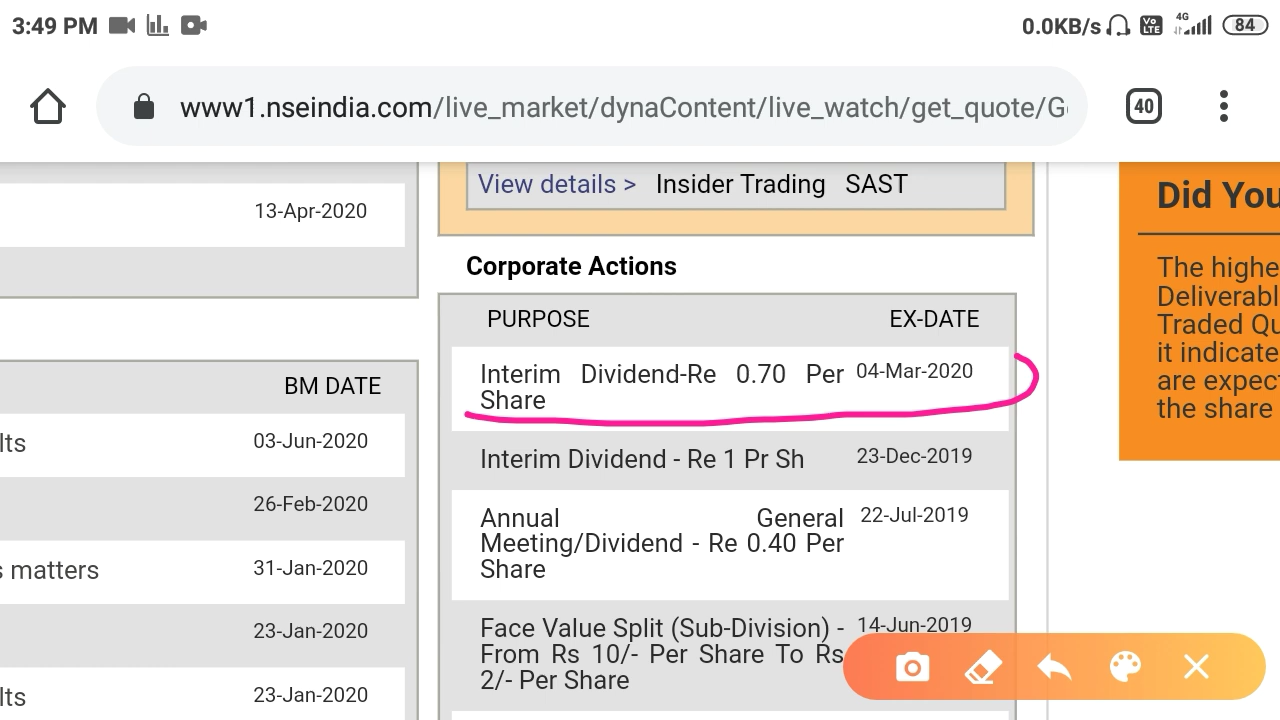 3:49 PM
0.0KB/s Vo LTE 4G 84
www1.nseindia.com/live_market/dynaContent/live_watch/get_quote/G
40
View details > Insider Trading SAST
13-Apr-2020
Corporate Actions
PURPOSE EX-DATE
Interim Dividend-Re 0.70 Per 04-Mar-2020
Share
Interim Dividend - Re 1 Pr Sh 23-Dec-2019
Annual General 22-Jul-2019
Meeting/Dividend - Re 0.40 Per
Share
Face Value Split (Sub-Division) - 14-Jun-2019
From Rs 10/- Per Share To Rs
2/- Per Share
BM DATE
lts 03-Jun-2020
26-Feb-2020
s matters 31-Jan-2020
23-Jan-2020
lts 23-Jan-2020
Did You
The highe
Deliverabl
Traded Qu
it indicate
are expect
the share